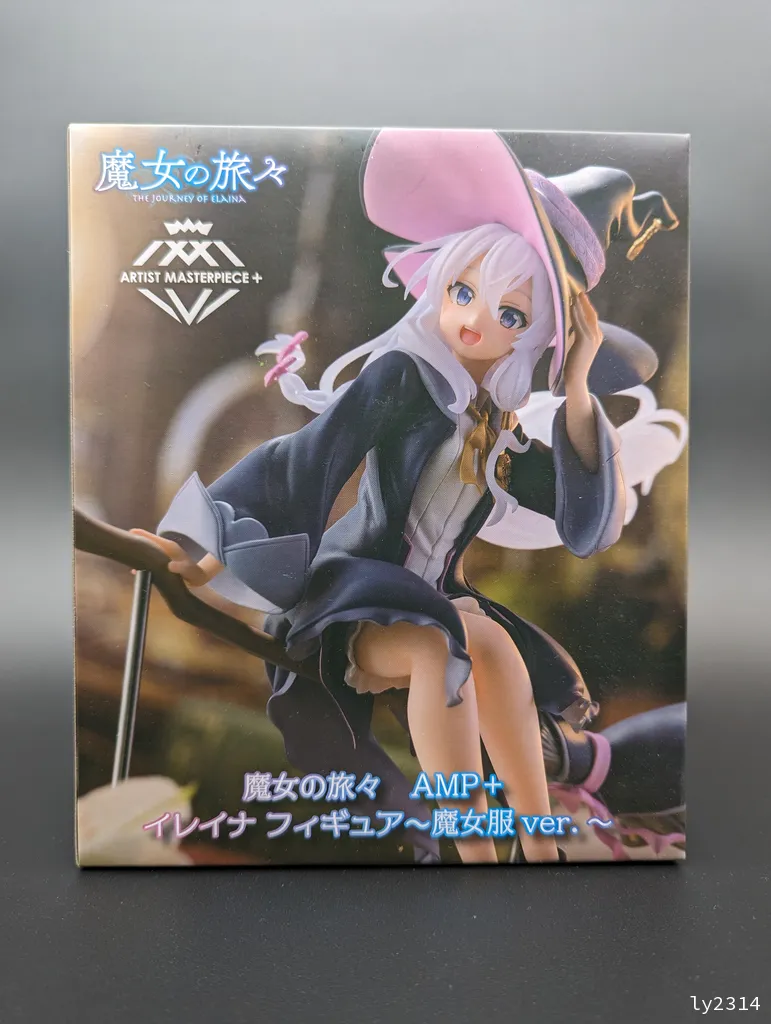 魔女の旅々
THE JOURNEY OF ELAINA
ARTIST MASTERPIECE +
魔女の旅々 AMP+
イレイナ フィギュア~魔女服 ver. ~
ly2314